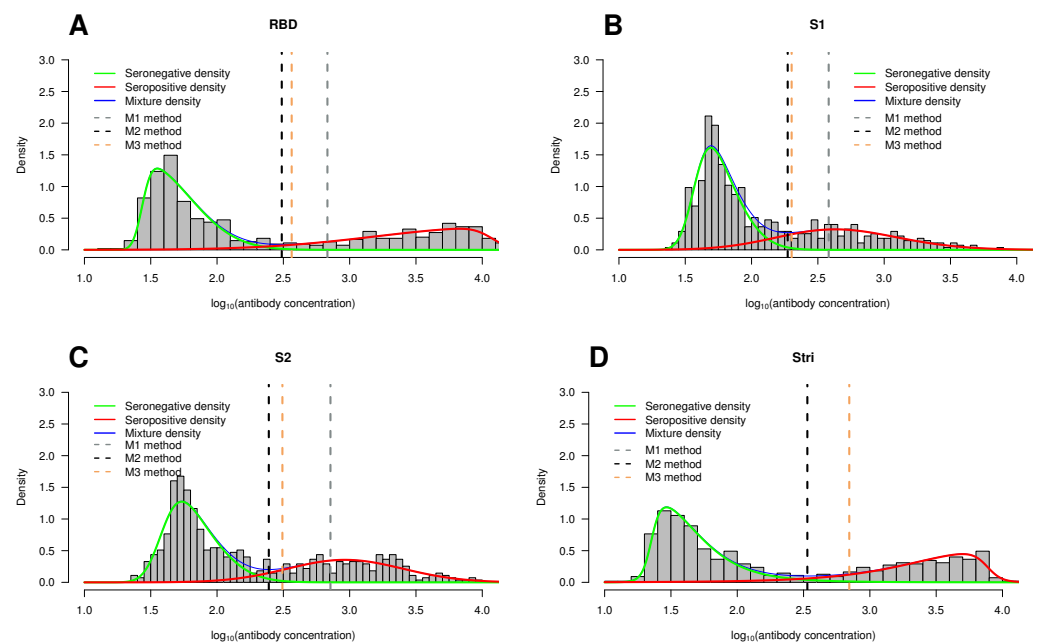 A
RBD
3.0
2.5
2.0
1.5
1.0
0.5
0.0
Density
Seronegative density
Seropositive density
Mixture density
M1 method
M2 method
M3 method
1.0 1.5 2.0 2.5 3.0 3.5 4.0
log10(antibody concentration)
B
S1
3.0
2.5
2.0
1.5
1.0
0.5
0.0
Density
Seronegative density
Seropositive density
Mixture density
M1 method
M2 method
M3 method
1.0 1.5 2.0 2.5 3.0 3.5 4.0
log10(antibody concentration)
C
S2
3.0
2.5
2.0
1.5
1.0
0.5
0.0
Density
Seronegative density
Seropositive density
Mixture density
M1 method
M2 method
M3 method
1.0 1.5 2.0 2.5 3.0 3.5 4.0
log10(antibody concentration)
D
Stri
3.0
2.5
2.0
1.5
1.0
0.5
0.0
Density
Seronegative density
Seropositive density
Mixture density
M1 method
M2 method
M3 method
1.0 1.5 2.0 2.5 3.0 3.5 4.0
log10(antibody concentration)